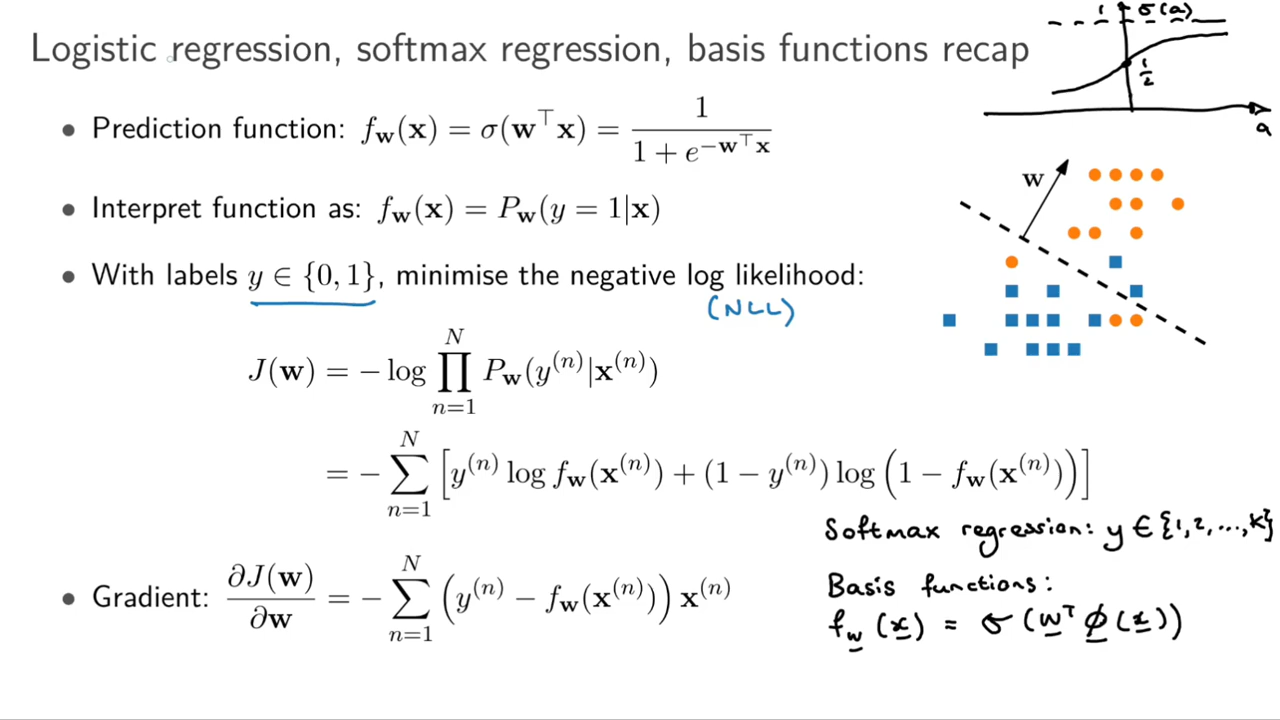 Logistic regression, softmax regression, basis functions recap
1 σ(a)
1/2
a
• Prediction function: f_w(x) = σ(w^⊤x) = 1 / (1 + e^{−w^⊤x})
w
• Interpret function as: f_w(x) = P_w(y = 1|x)
• With labels y ∈ {0, 1}, minimise the negative log likelihood:
(NLL)
J(w) = − log ∏_{n=1}^{N} P_w(y^{(n)}|x^{(n)})
= − ∑_{n=1}^{N} [y^{(n)} log f_w(x^{(n)}) + (1 − y^{(n)}) log (1 − f_w(x^{(n)}))]
Softmax regression: y ∈ {1, 2, ..., K}
• Gradient: ∂J(w)/∂w = − ∑_{n=1}^{N} (y^{(n)} − f_w(x^{(n)})) x^{(n)}
Basis functions:
f_w(x) = σ(w^⊤ ϕ(x))